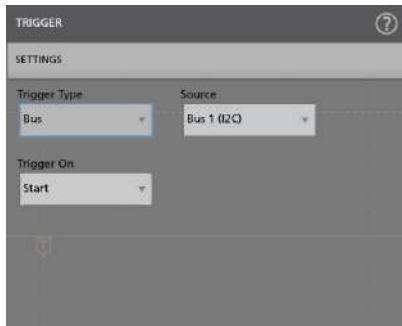 TRIGGER
SETTINGS
Trigger Type Source
Bus Bus 1 (I2C)
Trigger On
Start